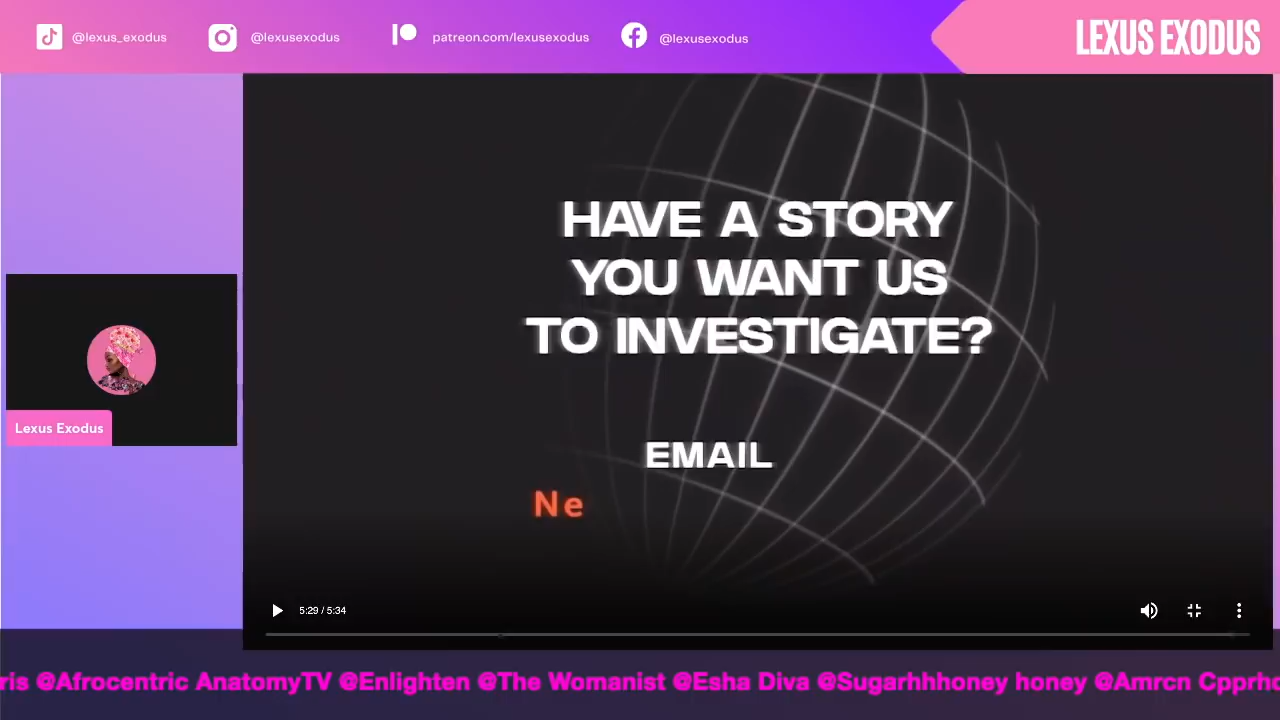 @lexus_exodus @lexusexodus patreon.com/lexusexodus @lexusexodus LEXUS EXODUS
HAVE A STORY
YOU WANT US
TO INVESTIGATE?
EMAIL
Ne
Lexus Exodus
5:29 / 5:34
ris @Afrocentric AnatomyTV @Enlighten @The Womanist @Esha Diva @Sugarhhhoney honey @Amrcn Cpprho